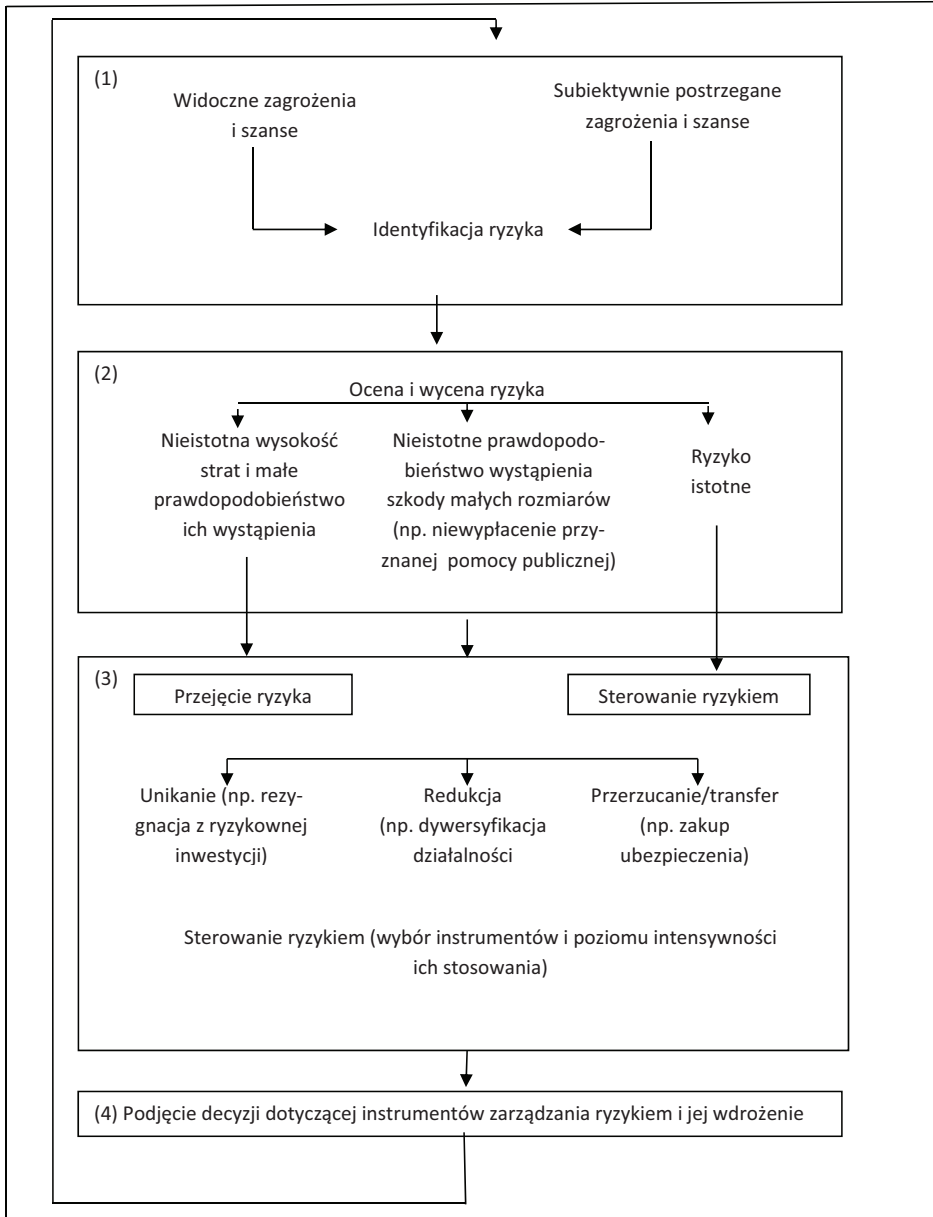 (1)
Widoczne zagrożenia
i szanse
Subiektywnie postrzegane
zagrożenia i szanse
Identyfikacja ryzyka
(2)
Ocena i wycena ryzyka
Nieistotna wysokość
strat i małe
prawdopodobieństwo
ich wystąpienia
Nieistotne prawdopodo-
bieństwo wystąpienia
szkody małych rozmiarów
(np. niewypłacenie przy-
znanej pomocy publicznej)
Ryzyko
istotne
(3)
Przejęcie ryzyka
Sterowanie ryzykiem
Unikanie (np. rezy-
gnacja z ryzykownej
inwestycji)
Redukcja
(np. dywersyfikacja
działalności
Przerzucanie/transfer
(np. zakup
ubezpieczenia)
Sterowanie ryzykiem (wybór instrumentów i poziomu intensywności
ich stosowania)
(4) Podjęcie decyzji dotyczącej instrumentów zarządzania ryzykiem i jej wdrożenie